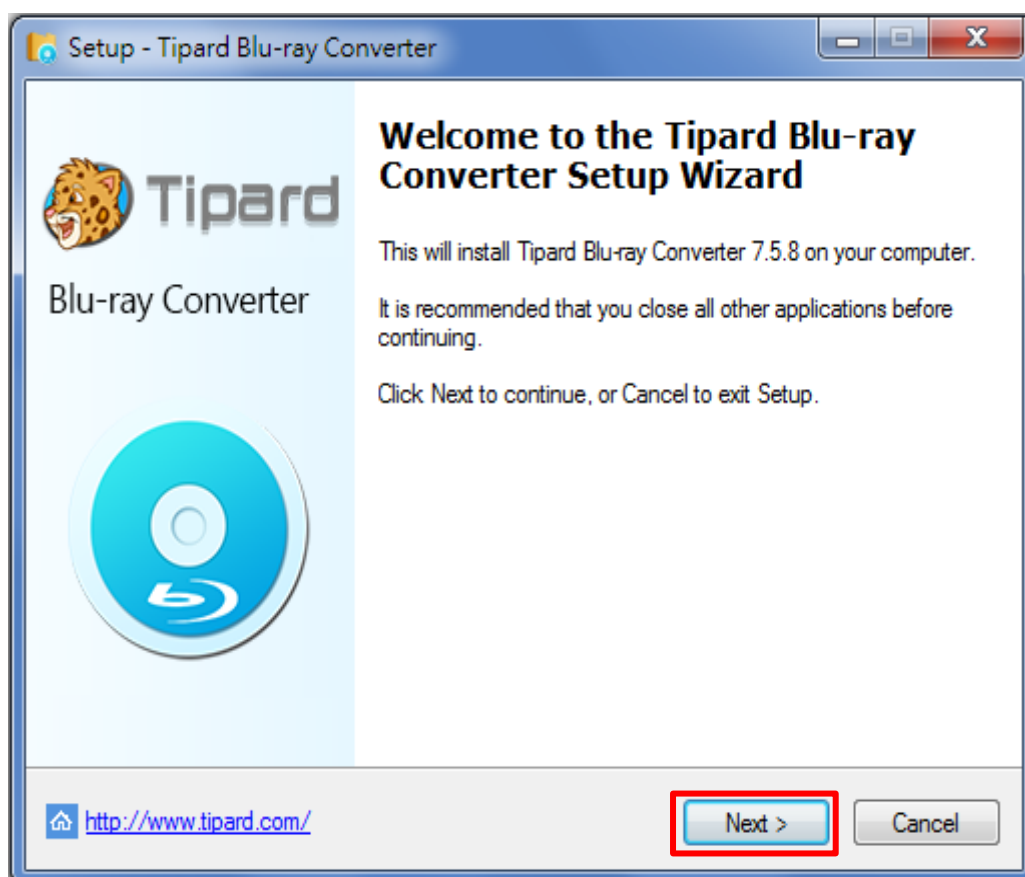 Setup - Tipard Blu-ray Converter
Tipard
Blu-ray Converter
Welcome to the Tipard Blu-ray
Converter Setup Wizard
This will install Tipard Blu-ray Converter 7.5.8 on your computer.
It is recommended that you close all other applications before
continuing.
Click Next to continue, or Cancel to exit Setup.
http://www.tipard.com/
Next >
Cancel